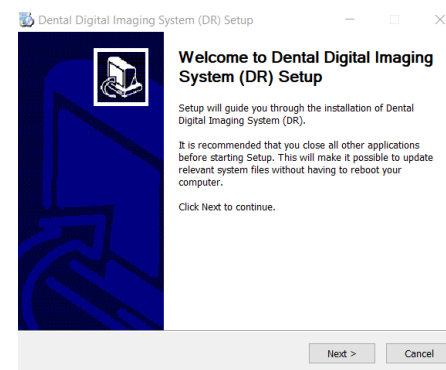 Dental Digital Imaging System (DR) Setup
Welcome to Dental Digital Imaging
System (DR) Setup
Setup will guide you through the installation of Dental
Digital Imaging System (DR).
It is recommended that you close all other applications
before starting Setup. This will make it possible to update
relevant system files without having to reboot your
computer.
Click Next to continue.
Next >
Cancel